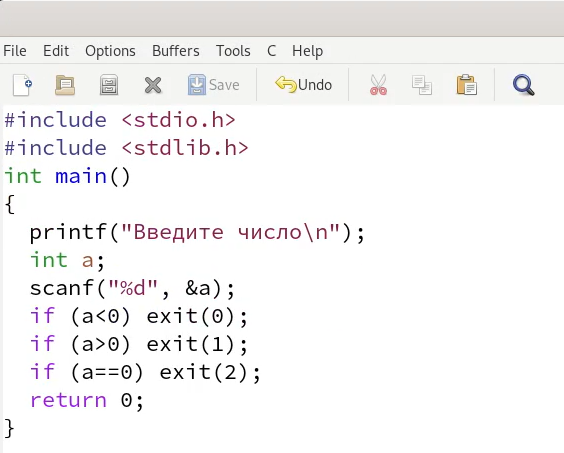 File Edit Options Buffers Tools C Help
Save Undo
#include <stdio.h>
#include <stdlib.h>
int main()
{
printf("Введите число\n");
int a;
scanf("%d", &a);
if (a<0) exit(0);
if (a>0) exit(1);
if (a==0) exit(2);
return 0;
}